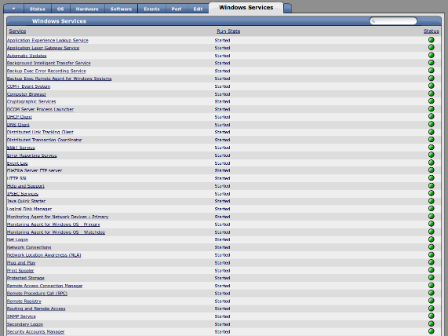 Status OS Hardware Software Events Perf Edit Windows Services
Windows Services
Service Run State Status
Application Experience Lookup Service Started
Application Layer Gateway Service Started
Automatic Updates Started
Background Intelligent Transfer Service Started
Backup Exec Error Recording Service Started
Backup Exec Remote Agent for Windows Systems Started
COM+ Event System Started
Computer Browser Started
Cryptographic Services Started
DCOM Server Process Launcher Started
DHCP Client Started
DNS Client Started
Distributed Link Tracking Client Started
Distributed Transaction Coordinator Started
Started
Error Reporting Service Started
Event Log Started
FileZilla Server FTP server Started
HTTP SSL Started
Help and Support Started
IPSEC Services Started
Java Quick Starter Started
Logical Disk Manager Started
Monitoring Agent for Network Devices - Primary Started
Monitoring Agent for Windows OS - Primary Started
Monitoring Agent for Windows OS - Watchdog Started
Net Logon Started
Network Connections Started
Network Location Awareness (NLA) Started
Plug and Play Started
Print Spooler Started
Protected Storage Started
Remote Access Connection Manager Started
Remote Procedure Call (RPC) Started
Remote Registry Started
Routing and Remote Access Started
SNMP Service Started
Secondary Logon Started
Security Accounts Manager Started